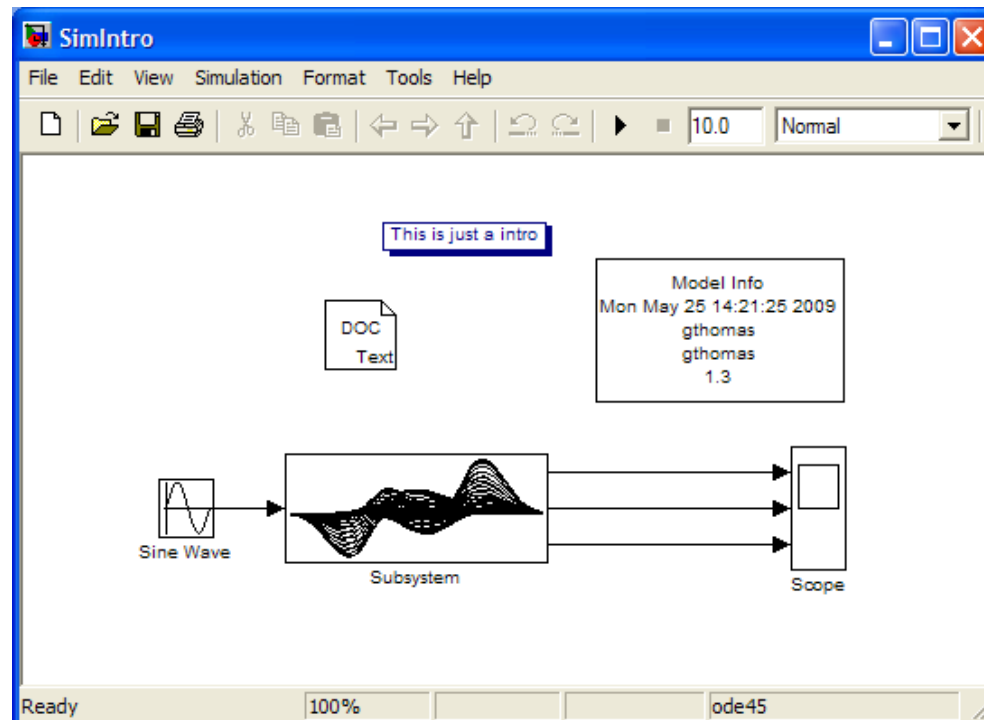 SimIntro
File Edit View Simulation Format Tools Help
10.0 Normal
This is just a intro
DOC
Text
Model Info
Mon May 25 14:21:25 2009
gthomas
gthomas
1.3
Sine Wave
Subsystem
Scope
Ready 100% ode45